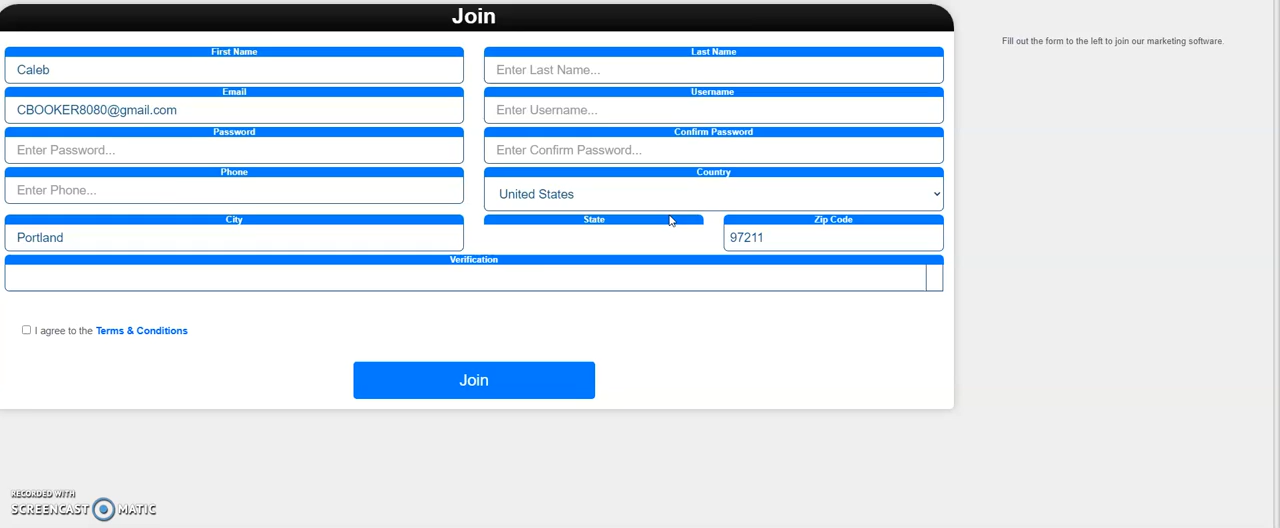 Join
First Name
Last Name
Caleb
Enter Last Name...
Email
Username
CBOOKER8080@gmail.com
Enter Username...
Password
Confirm Password
Enter Password...
Enter Confirm Password...
Phone
Country
Enter Phone...
United States
City
State
Zip Code
Portland
97211
Verification
I agree to the Terms & Conditions
Join
Fill out the form to the left to join our marketing software.
RECORDED WITH
SCREENCAST MATIC